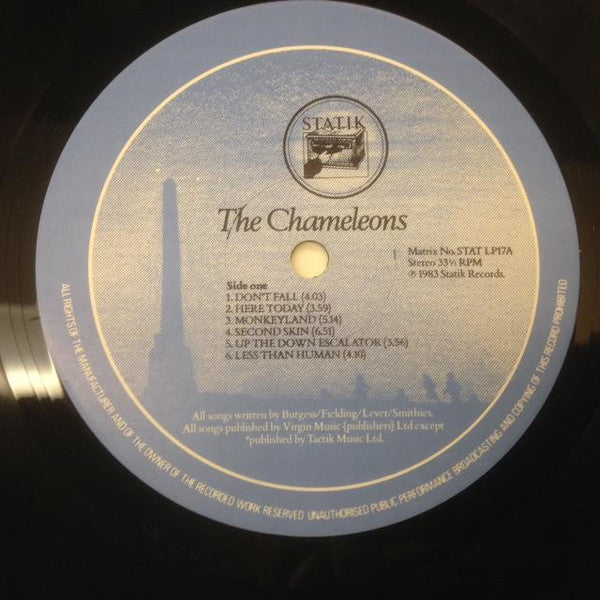 STATIK
The Chameleons
Matrix No. STAT LP17A
Stereo 33⅓ RPM
℗ 1983 Statik Records.
Side one
1. DON'T FALL (4.03)
2. HERE TODAY (3.59)
3. MONKEYLAND (5.14)
4. SECOND SKIN (6.51)
5. UP THE DOWN ESCALATOR (3.56)
6. LESS THAN HUMAN (4.10)
All songs written by Burgess/Fielding/Lever/Smithies.
All songs published by Virgin Music (publishers) Ltd except
*published by Tactik Music Ltd.
ALL RIGHTS OF THE MANUFACTURER AND OF THE OWNER OF THE RECORDED WORK RESERVED UNAUTHORISED PUBLIC PERFORMANCE BROADCASTING AND COPYING OF THIS RECORD PROHIBITED